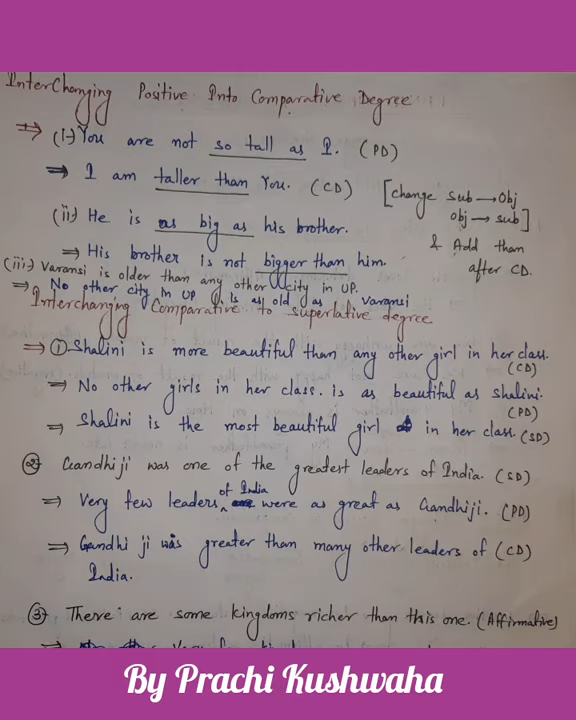 InterChanging Positive Into Comparative Degree
⇒ (i.) You are not so tall as I. (PD)
⇒ I am taller than You. (CD) [change sub → Obj
obj → sub]
(ii.) He is as big as his brother.
& Add than
after CD.
⇒ His brother is not bigger than him.
(iii.) Varansi is older than any other city in UP.
⇒ No other city in UP is as old as Varansi
Interchanging Comparative to superlative degree
⇒ ① Shalini is more beautiful than any other girl in her class.
(CD)
⇒ No other girls in her class. is as beautiful as Shalini.
(PD)
⇒ Shalini is the most beautiful girl in her class. (SD)
② Gandhiji was one of the greatest leaders of India. (SD)
⇒ Very few leaders of India were as great as Gandhiji. (PD)
⇒ Gandhi ji was greater than many other leaders of (CD)
India.
③ There are some kingdoms richer than this one. (Affirmative)
By Prachi Kushwaha